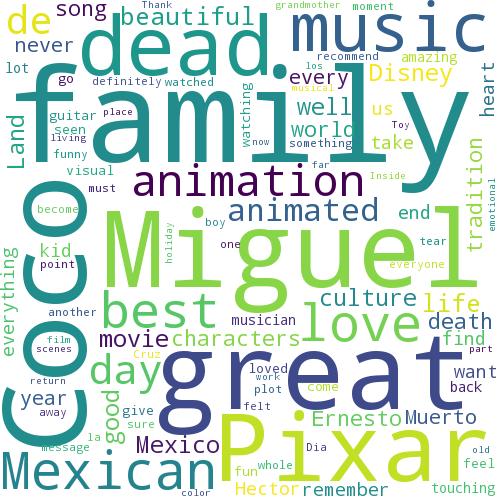 grandmother moment
Thank
de song beautiful music
never dead recommend amazing
lot go definitely watched los every Disney heart
family
guitar watching musical
Land seen place well us
living world something take
funny now Toy
visual far Inside tradition
must animation emotional
Coco become animated end
kid holiday boy tear
point Miguel one everyone
everything another best culture life
film musician love death
movie characters find
scenes Cruz part
day great loved plot work come want
return year felt back
away good give Ernesto Muerto
sure
message la Mexico Pixar Dia old
Mexican fun whole feel
Hector remember touching
color